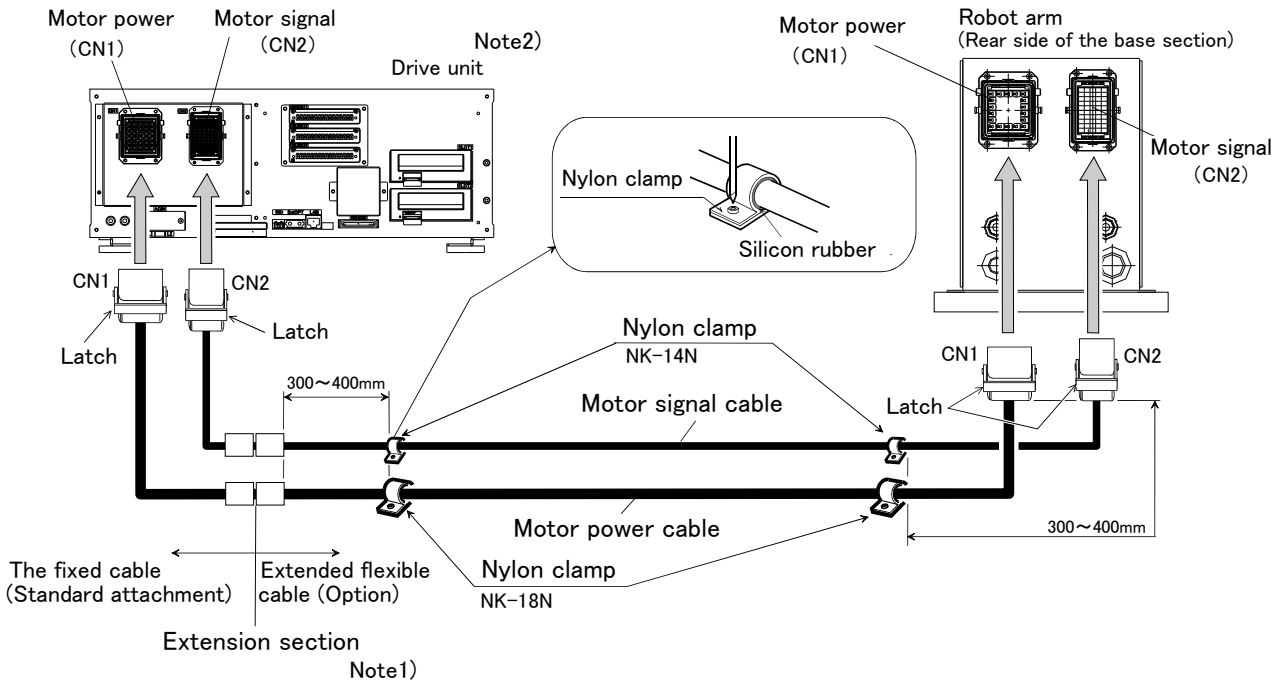 Motor power
(CN1)
Motor signal
(CN2)
Note2)
Drive unit
Motor power
(CN1)
Robot arm
(Rear side of the base section)
Motor signal
(CN2)
Nylon clamp
Silicon rubber
CN1
CN2
Latch
Latch
300～400mm
Nylon clamp
NK-14N
Motor signal cable
CN1
CN2
Latch
Motor power cable
300～400mm
The fixed cable
(Standard attachment)
Extended flexible
cable (Option)
Nylon clamp
NK-18N
Extension section
Note1)